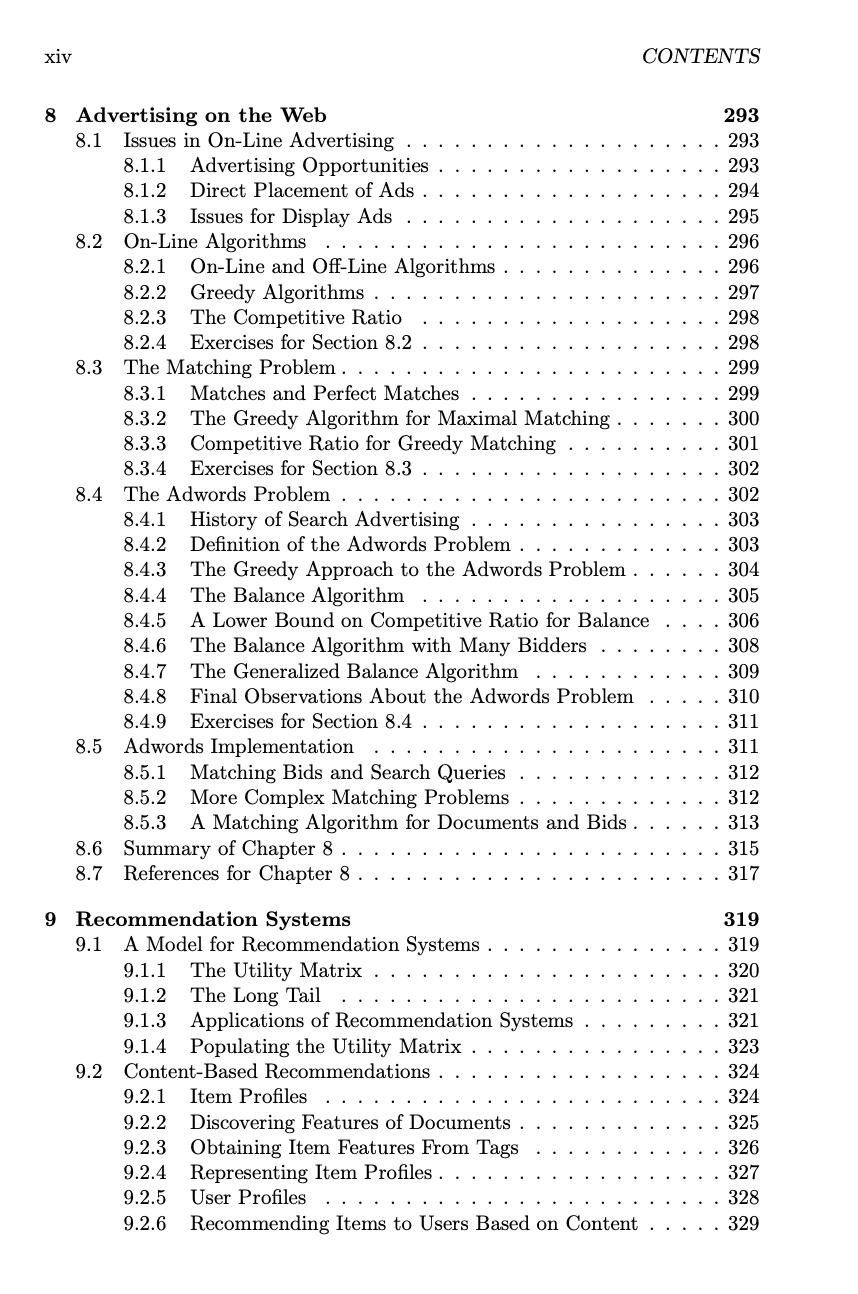 xiv CONTENTS
8 Advertising on the Web 293
8.1 Issues in On-Line Advertising . . . . . . . . . . . . . . . . . . . . 293
8.1.1 Advertising Opportunities . . . . . . . . . . . . . . . . . . 293
8.1.2 Direct Placement of Ads . . . . . . . . . . . . . . . . . . . 294
8.1.3 Issues for Display Ads . . . . . . . . . . . . . . . . . . . . 295
8.2 On-Line Algorithms . . . . . . . . . . . . . . . . . . . . . . . . . 296
8.2.1 On-Line and Off-Line Algorithms . . . . . . . . . . . . . . 296
8.2.2 Greedy Algorithms . . . . . . . . . . . . . . . . . . . . . . 297
8.2.3 The Competitive Ratio . . . . . . . . . . . . . . . . . . . 298
8.2.4 Exercises for Section 8.2 . . . . . . . . . . . . . . . . . . . 298
8.3 The Matching Problem . . . . . . . . . . . . . . . . . . . . . . . . 299
8.3.1 Matches and Perfect Matches . . . . . . . . . . . . . . . . 299
8.3.2 The Greedy Algorithm for Maximal Matching . . . . . . . 300
8.3.3 Competitive Ratio for Greedy Matching . . . . . . . . . . 301
8.3.4 Exercises for Section 8.3 . . . . . . . . . . . . . . . . . . . 302
8.4 The Adwords Problem . . . . . . . . . . . . . . . . . . . . . . . . 302
8.4.1 History of Search Advertising . . . . . . . . . . . . . . . . 303
8.4.2 Definition of the Adwords Problem . . . . . . . . . . . . . 303
8.4.3 The Greedy Approach to the Adwords Problem . . . . . . 304
8.4.4 The Balance Algorithm . . . . . . . . . . . . . . . . . . . 305
8.4.5 A Lower Bound on Competitive Ratio for Balance . . . . 306
8.4.6 The Balance Algorithm with Many Bidders . . . . . . . . 308
8.4.7 The Generalized Balance Algorithm . . . . . . . . . . . . 309
8.4.8 Final Observations About the Adwords Problem . . . . . 310
8.4.9 Exercises for Section 8.4 . . . . . . . . . . . . . . . . . . . 311
8.5 Adwords Implementation . . . . . . . . . . . . . . . . . . . . . . 311
8.5.1 Matching Bids and Search Queries . . . . . . . . . . . . . 312
8.5.2 More Complex Matching Problems . . . . . . . . . . . . . 312
8.5.3 A Matching Algorithm for Documents and Bids . . . . . . 313
8.6 Summary of Chapter 8 . . . . . . . . . . . . . . . . . . . . . . . . 315
8.7 References for Chapter 8 . . . . . . . . . . . . . . . . . . . . . . . 317
9 Recommendation Systems 319
9.1 A Model for Recommendation Systems . . . . . . . . . . . . . . . 319
9.1.1 The Utility Matrix . . . . . . . . . . . . . . . . . . . . . . 320
9.1.2 The Long Tail . . . . . . . . . . . . . . . . . . . . . . . . 321
9.1.3 Applications of Recommendation Systems . . . . . . . . . 321
9.1.4 Populating the Utility Matrix . . . . . . . . . . . . . . . . 323
9.2 Content-Based Recommendations . . . . . . . . . . . . . . . . . . 324
9.2.1 Item Profiles . . . . . . . . . . . . . . . . . . . . . . . . . 324
9.2.2 Discovering Features of Documents . . . . . . . . . . . . . 325
9.2.3 Obtaining Item Features From Tags . . . . . . . . . . . . 326
9.2.4 Representing Item Profiles . . . . . . . . . . . . . . . . . . 327
9.2.5 User Profiles . . . . . . . . . . . . . . . . . . . . . . . . . 328
9.2.6 Recommending Items to Users Based on Content . . . . . 329